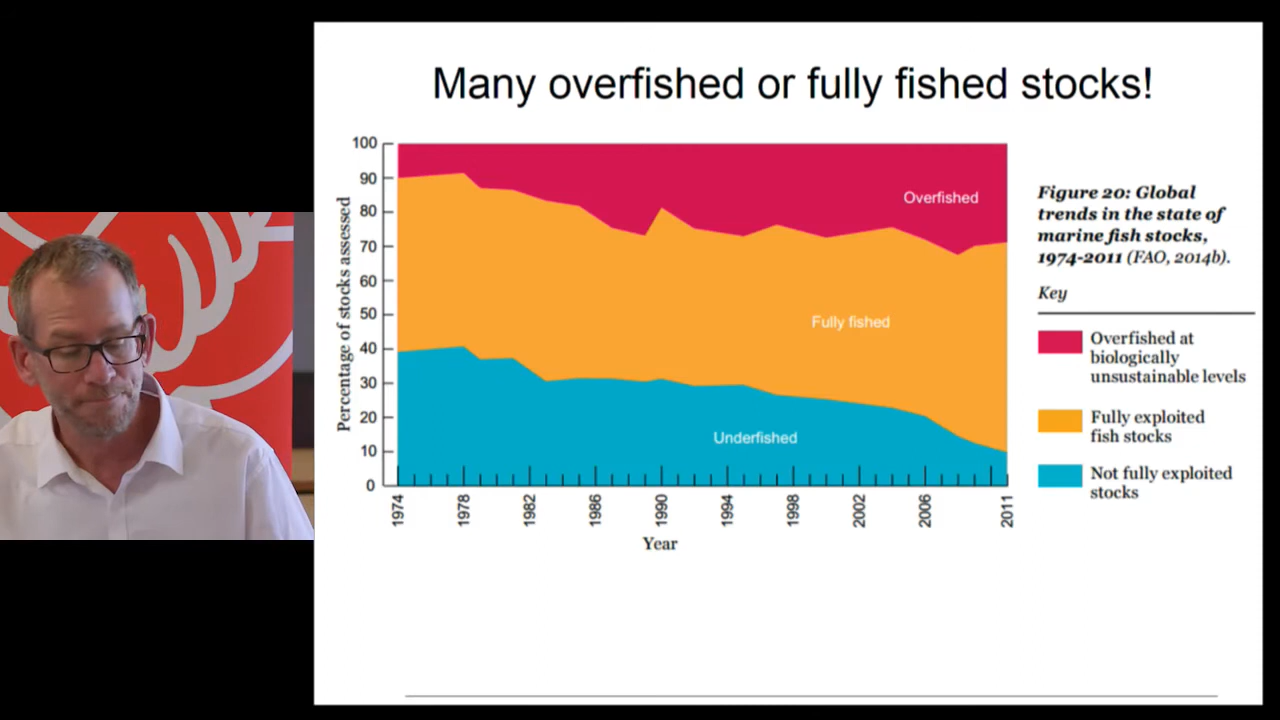 Many overfished or fully fished stocks!
Percentage of stocks assessed
100
90
80
70
60
50
40
30
20
10
0
Overfished
Fully fished
Underfished
1974
1978
1982
1986
1990
1994
1998
2002
2006
2011
Year
Figure 20: Global
trends in the state of
marine fish stocks,
1974-2011 (FAO, 2014b).
Key
Overfished at
biologically
unsustainable levels
Fully exploited
fish stocks
Not fully exploited
stocks